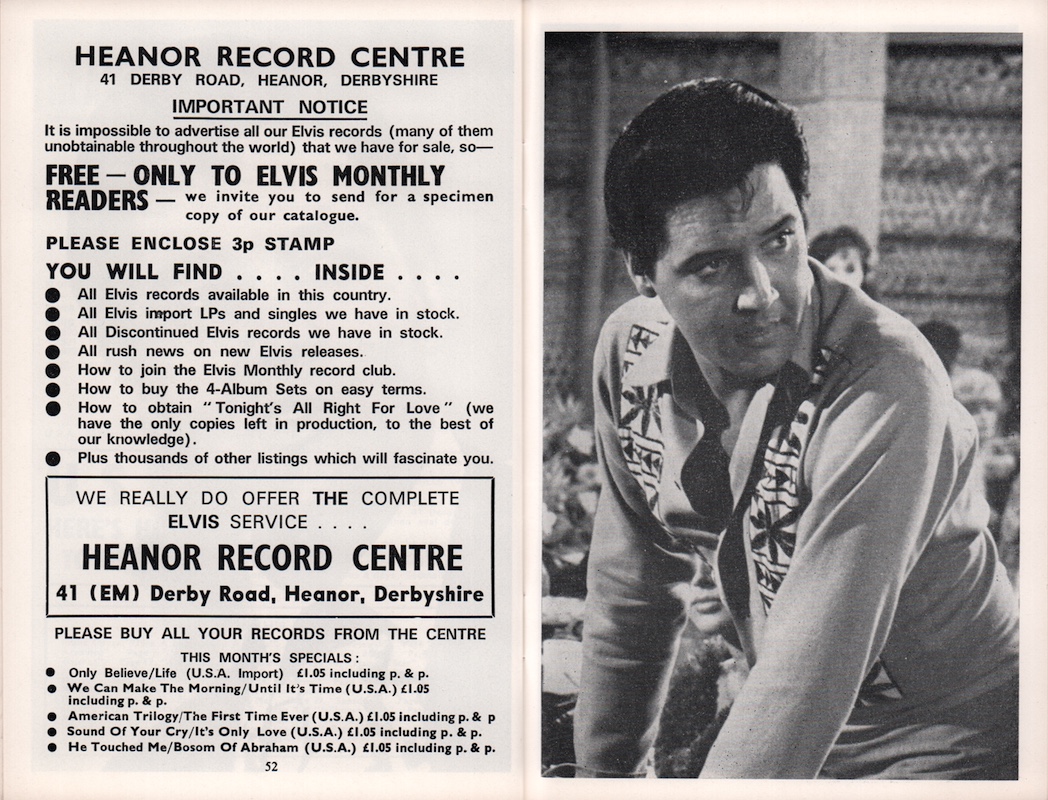 HEANOR RECORD CENTRE
41 DERBY ROAD, HEANOR, DERBYSHIRE
IMPORTANT NOTICE
It is impossible to advertise all our Elvis records (many of them
unobtainable throughout the world) that we have for sale, so—
FREE — ONLY TO ELVIS MONTHLY
READERS — we invite you to send for a specimen
copy of our catalogue.
PLEASE ENCLOSE 3p STAMP
YOU WILL FIND . . . . INSIDE . . . .
● All Elvis records available in this country.
● All Elvis import LPs and singles we have in stock.
● All Discontinued Elvis records we have in stock.
● All rush news on new Elvis releases.
● How to join the Elvis Monthly record club.
● How to buy the 4-Album Sets on easy terms.
● How to obtain "Tonight's All Right For Love" (we
have the only copies left in production, to the best of
our knowledge).
● Plus thousands of other listings which will fascinate you.
WE REALLY DO OFFER THE COMPLETE
ELVIS SERVICE . . . .
HEANOR RECORD CENTRE
41 (EM) Derby Road, Heanor, Derbyshire
PLEASE BUY ALL YOUR RECORDS FROM THE CENTRE
THIS MONTH'S SPECIALS :
● Only Believe/Life (U.S.A. Import) £1.05 including p. & p.
● We Can Make The Morning/Until It's Time (U.S.A.) £1.05
including p. & p.
● American Trilogy/The First Time Ever (U.S.A.) £1.05 including p. & p
● Sound Of Your Cry/It's Only Love (U.S.A.) £1.05 including p. & p.
● He Touched Me/Bosom Of Abraham (U.S.A.) £1.05 including p. & p.
52